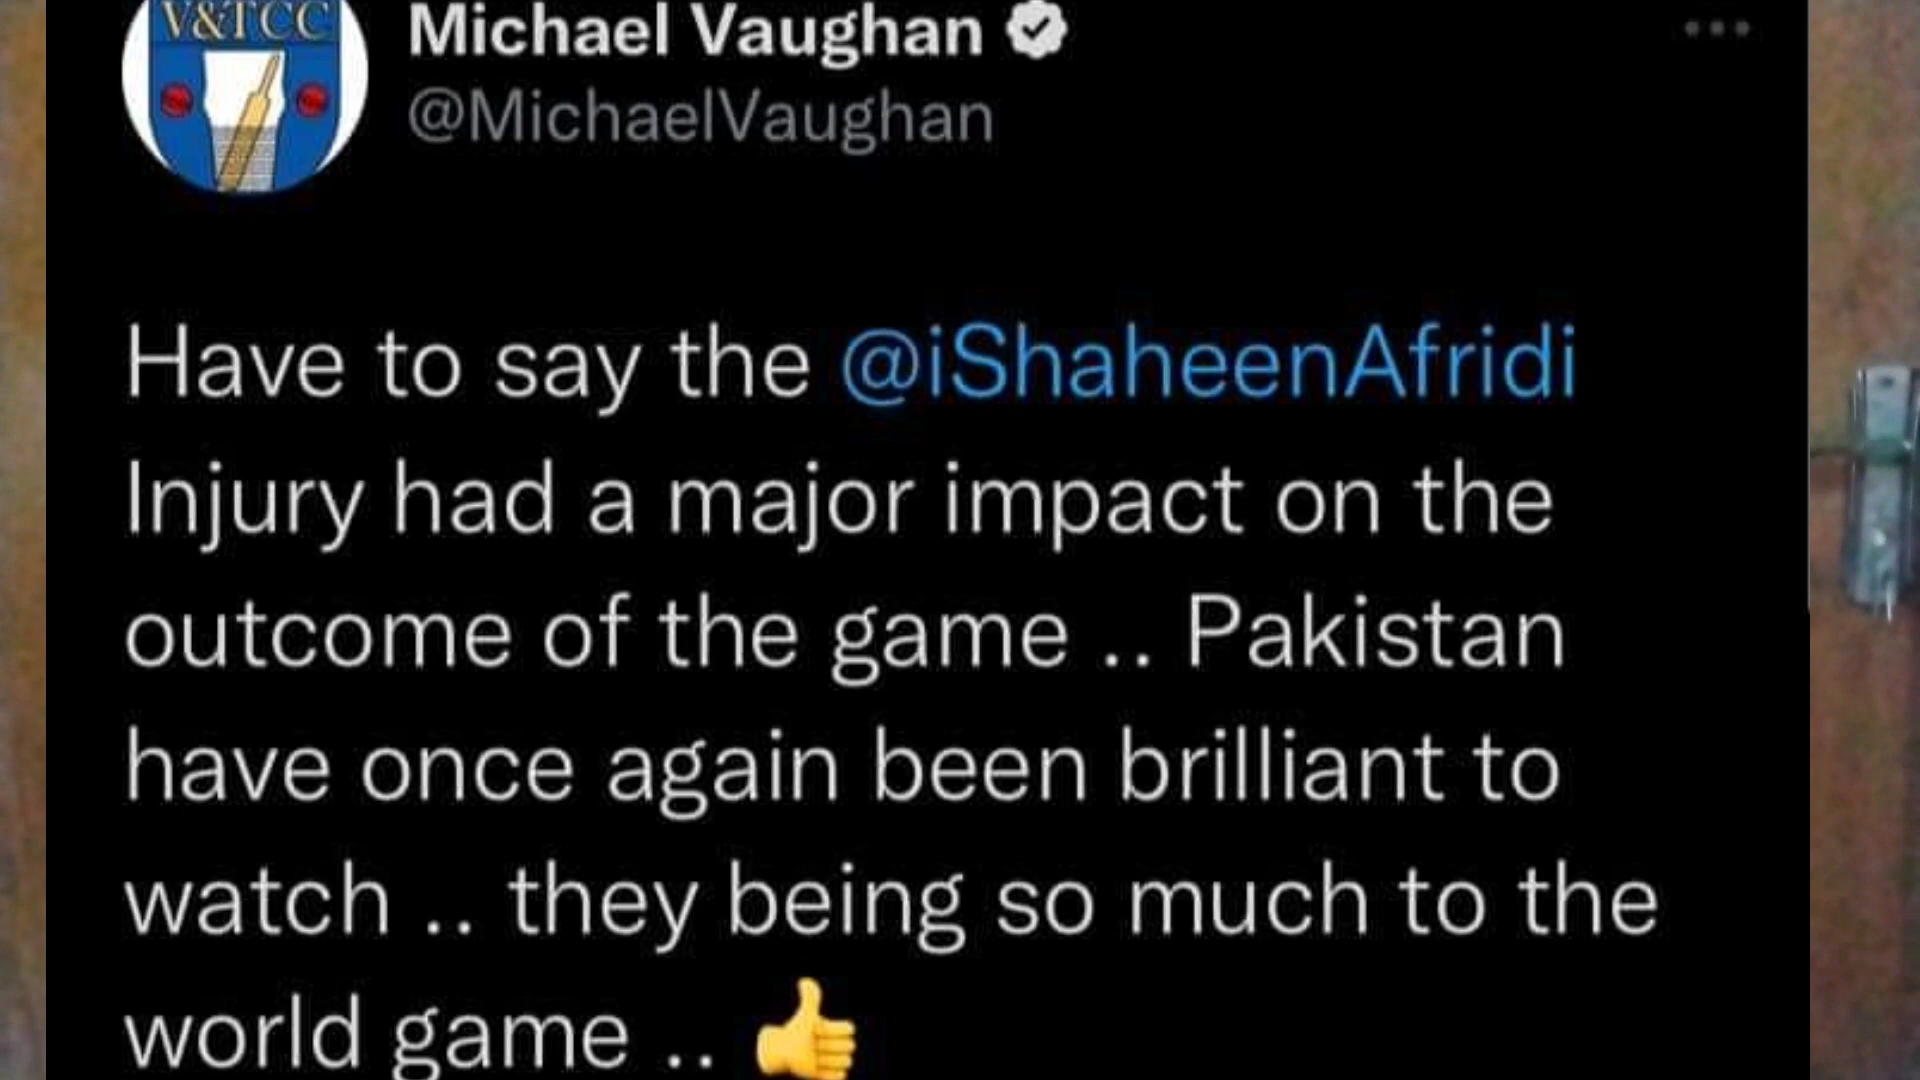 V&TCC
Michael Vaughan
@MichaelVaughan
Have to say the @iShaheenAfridi
Injury had a major impact on the
outcome of the game .. Pakistan
have once again been brilliant to
watch .. they being so much to the
world game .. 👍